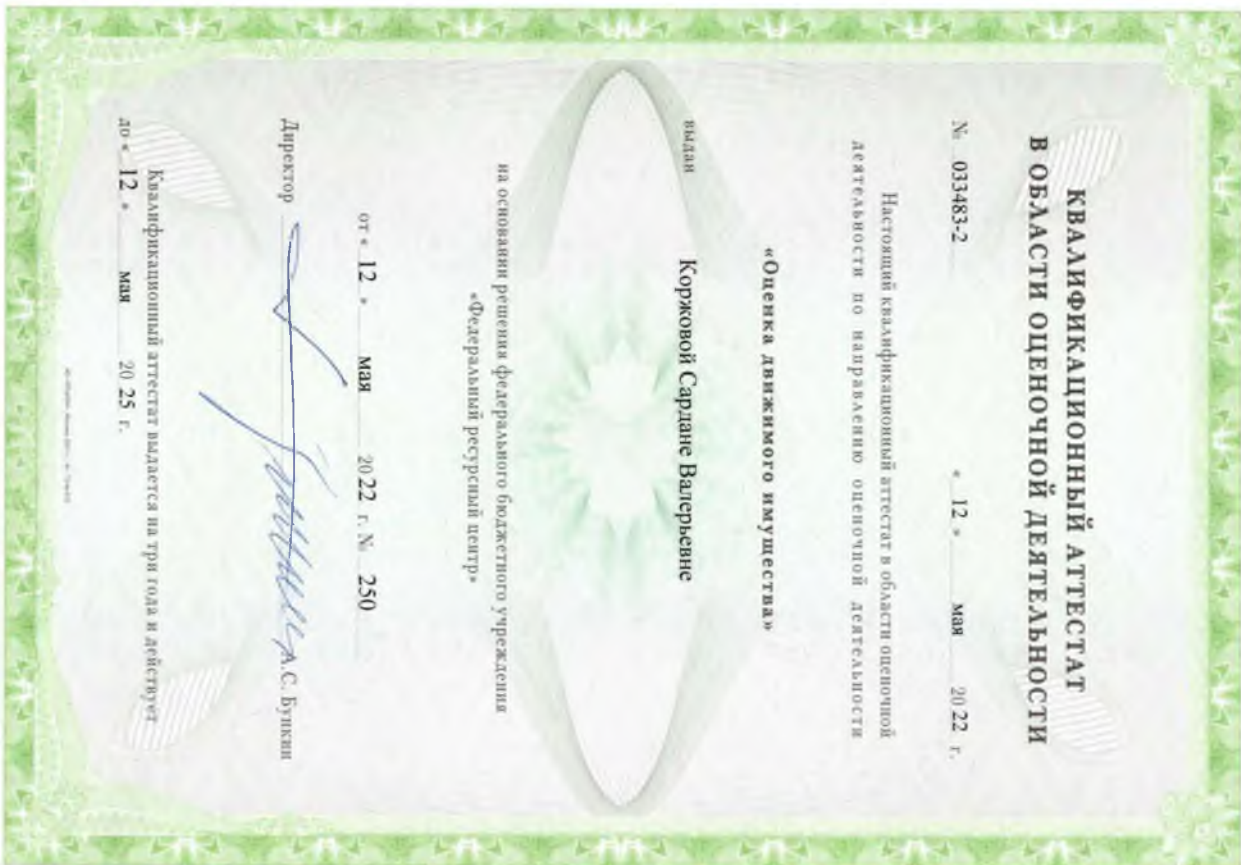 КВАЛИФИКАЦИОННЫЙ АТТЕСТАТ
В ОБЛАСТИ ОЦЕНОЧНОЙ ДЕЯТЕЛЬНОСТИ
№ 033483-2 « 12 » мая 20 22 г.
Настоящий квалификационный аттестат в области оценочной
деятельности по направлению оценочной деятельности
«Оценка движимого имущества»
выдан Коржовой Сардане Валерьевне
на основании решения федерального бюджетного учреждения
«Федеральный ресурсный центр»
от « 12 » мая 20 22 г. № 250
Директор А.С. Бункин
Квалификационный аттестат выдается на три года и действует
до « 12 » мая 20 25 г.